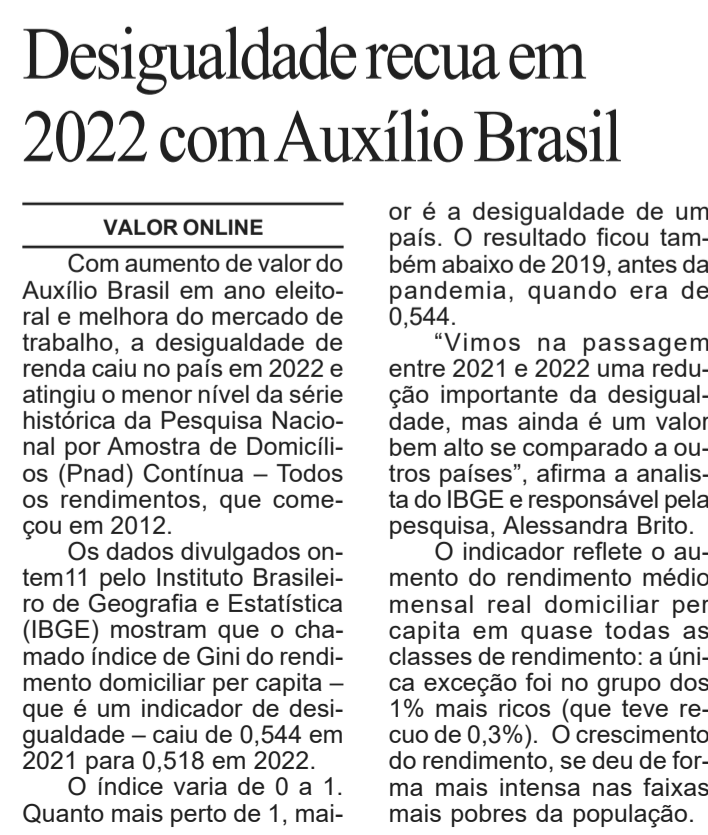 Desigualdade recua em
2022 com Auxílio Brasil
VALOR ONLINE
Com aumento de valor do
Auxílio Brasil em ano eleito-
ral e melhora do mercado de
trabalho, a desigualdade de
renda caiu no país em 2022 e
atingiu o menor nível da série
histórica da Pesquisa Nacio-
nal por Amostra de Domicíli-
os (Pnad) Contínua – Todos
os rendimentos, que come-
çou em 2012.
Os dados divulgados on-
tem11 pelo Instituto Brasilei-
ro de Geografia e Estatística
(IBGE) mostram que o cha-
mado índice de Gini do rendi-
mento domiciliar per capita –
que é um indicador de desi-
gualdade – caiu de 0,544 em
2021 para 0,518 em 2022.
O índice varia de 0 a 1.
Quanto mais perto de 1, mai-
or é a desigualdade de um
país. O resultado ficou tam-
bém abaixo de 2019, antes da
pandemia, quando era de
0,544.
“Vimos na passagem
entre 2021 e 2022 uma redu-
ção importante da desigual-
dade, mas ainda é um valor
bem alto se comparado a ou-
tros países”, afirma a analis-
ta do IBGE e responsável pela
pesquisa, Alessandra Brito.
O indicador reflete o au-
mento do rendimento médio
mensal real domiciliar per
capita em quase todas as
classes de rendimento: a úni-
ca exceção foi no grupo dos
1% mais ricos (que teve re-
cuo de 0,3%). O crescimento
do rendimento, se deu de for-
ma mais intensa nas faixas
mais pobres da população.